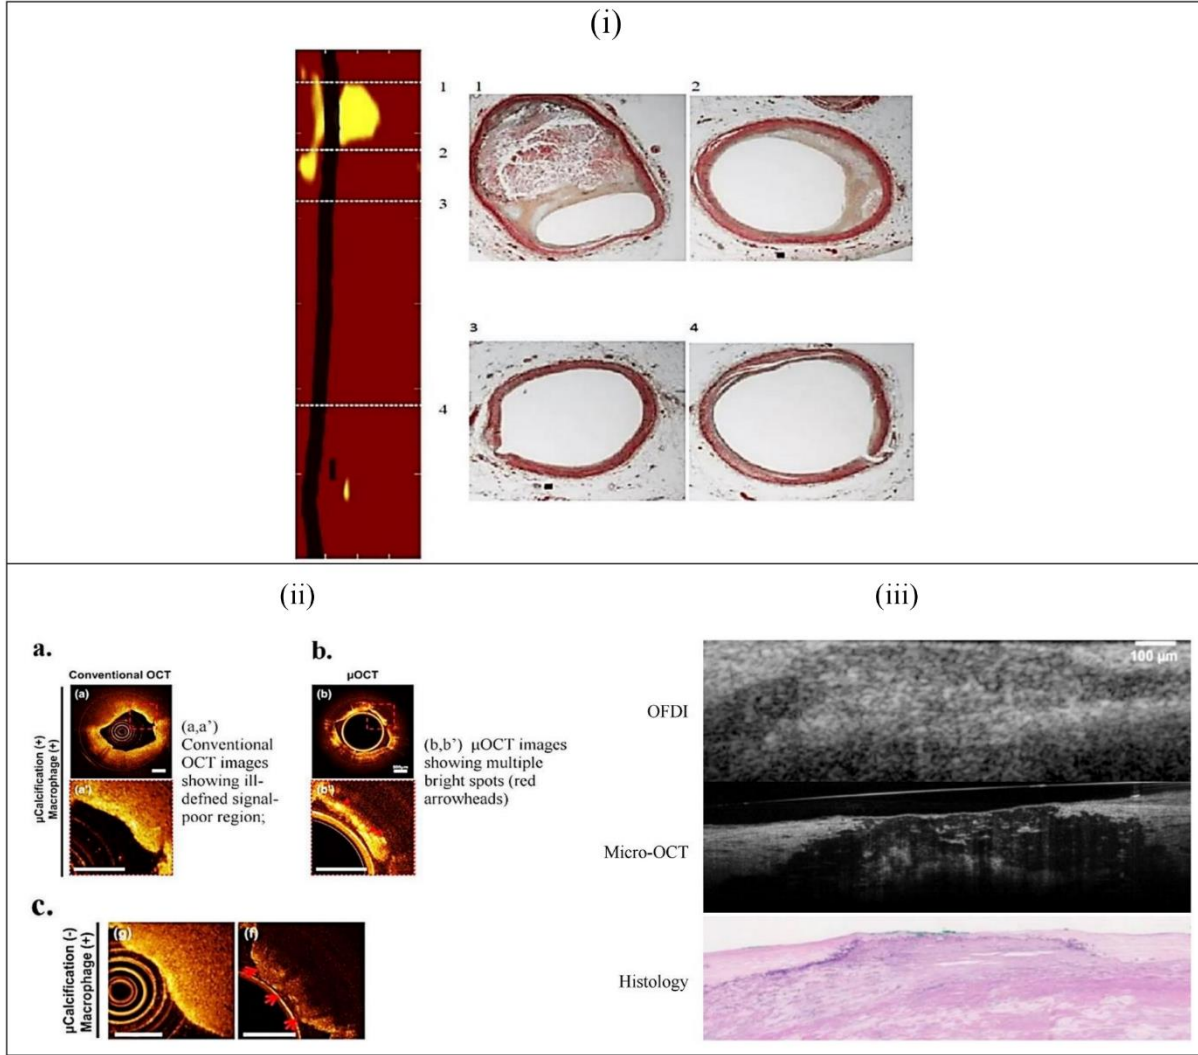 (i)
1
2
3
4
1
2
3
4
(ii)
a.
Conventional OCT
(a)
(a')
μCalcification (+)
Macrophage (+)
(a,a')
Conventional
OCT images
showing ill-
defned signal-
poor region;
b.
μOCT
(b)
(b')
(b,b') μOCT images
showing multiple
bright spots (red
arrowheads)
c.
μCalcification (-)
Macrophage (+)
(g)
(f)
(iii)
100 μm
OFDI
Micro-OCT
Histology